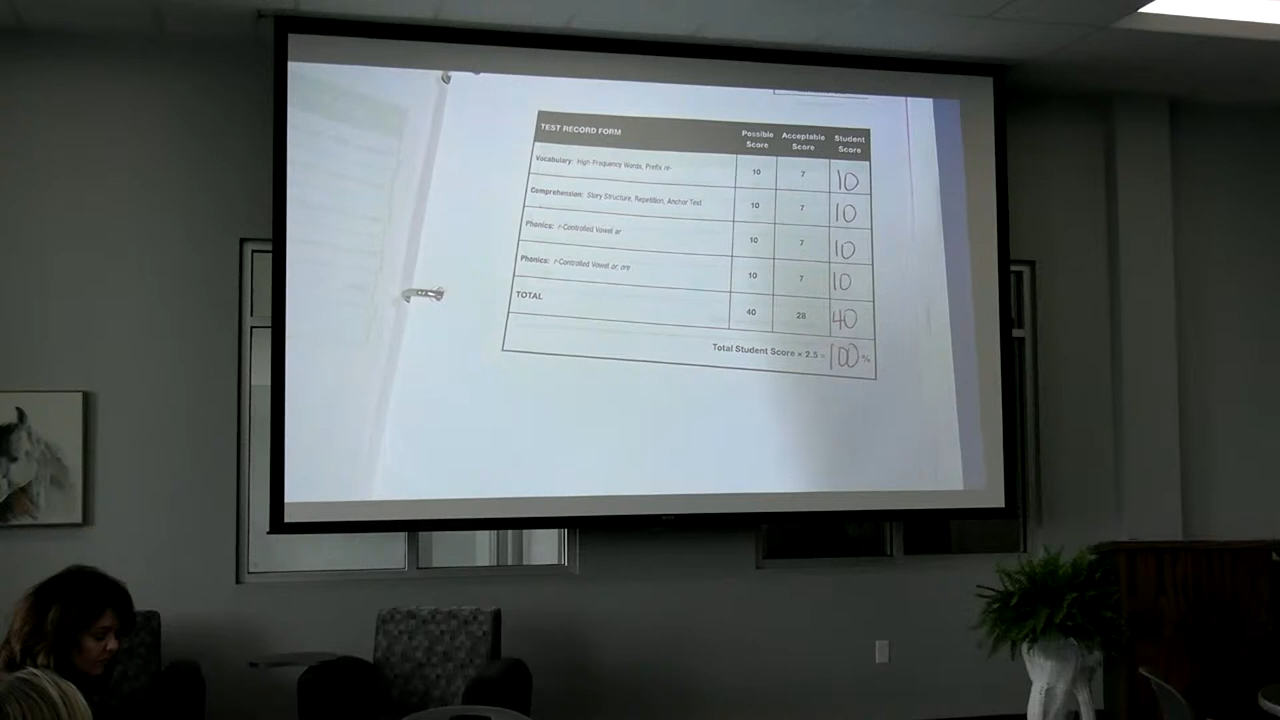 TEST RECORD FORM Possible Score Acceptable Score Student Score
Vocabulary: High-Frequency Words, Prefix re- 10 7 10
Comprehension: Story Structure, Repetition, Anchor Text 10 7 10
Phonics: r-Controlled Vowel ar 10 7 10
Phonics: r-Controlled Vowel or, ore 10 7 10
TOTAL 40 28 40
Total Student Score × 2.5 = 100 %